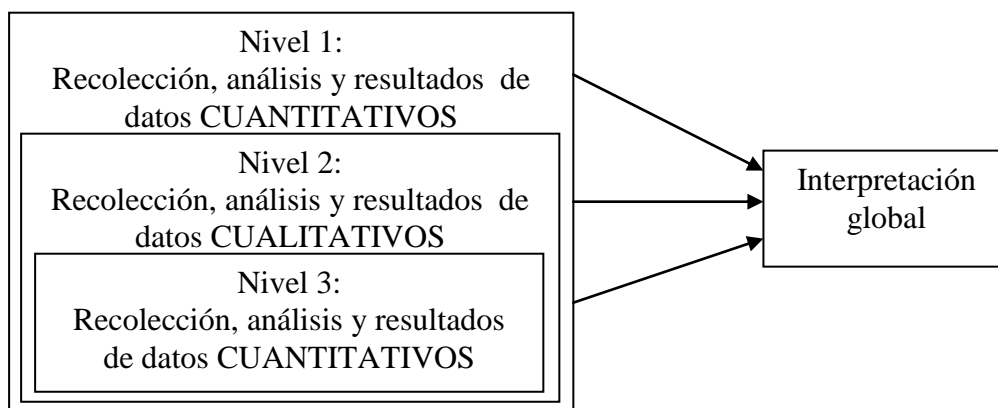 Nivel 1:
Recolección, análisis y resultados de
datos CUANTITATIVOS
Nivel 2:
Recolección, análisis y resultados de
datos CUALITATIVOS
Nivel 3:
Recolección, análisis y resultados
de datos CUANTITATIVOS
Interpretación
global